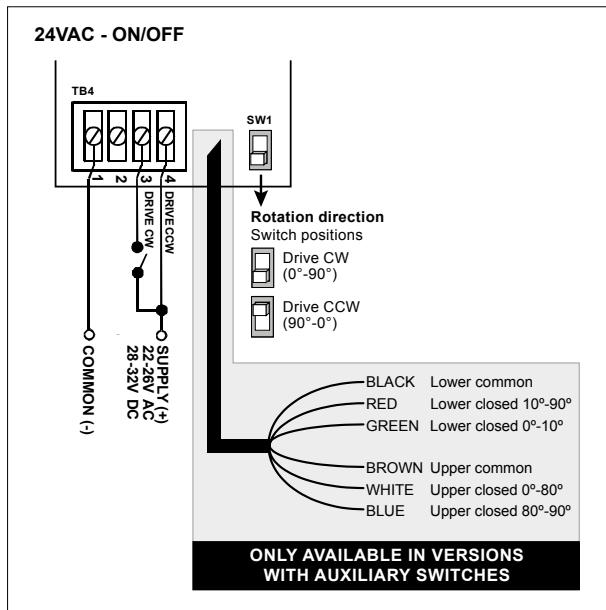 24VAC - ON/OFF
TB4
SW1
1
2
3
4
DRIVE CW
DRIVE CCW
Rotation direction
Switch positions
Drive CW
(0°-90°)
Drive CCW
(90°-0°)
COMMON (-)
SUPPLY (+)
22-26V AC
28-32V DC
BLACK Lower common
RED Lower closed 10º-90º
GREEN Lower closed 0º-10º
BROWN Upper common
WHITE Upper closed 0º-80º
BLUE Upper closed 80º-90º
ONLY AVAILABLE IN VERSIONS
WITH AUXILIARY SWITCHES